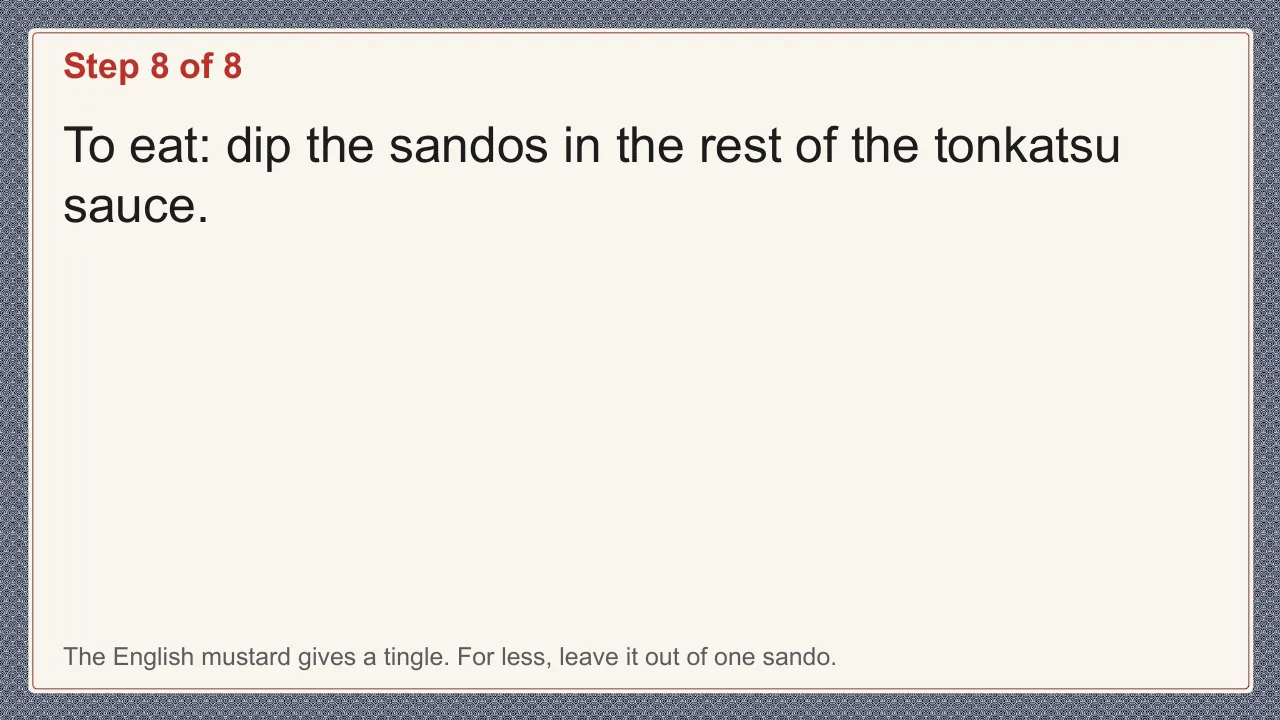 Step 8 of 8
To eat: dip the sandos in the rest of the tonkatsu
sauce.
The English mustard gives a tingle. For less, leave it out of one sando.